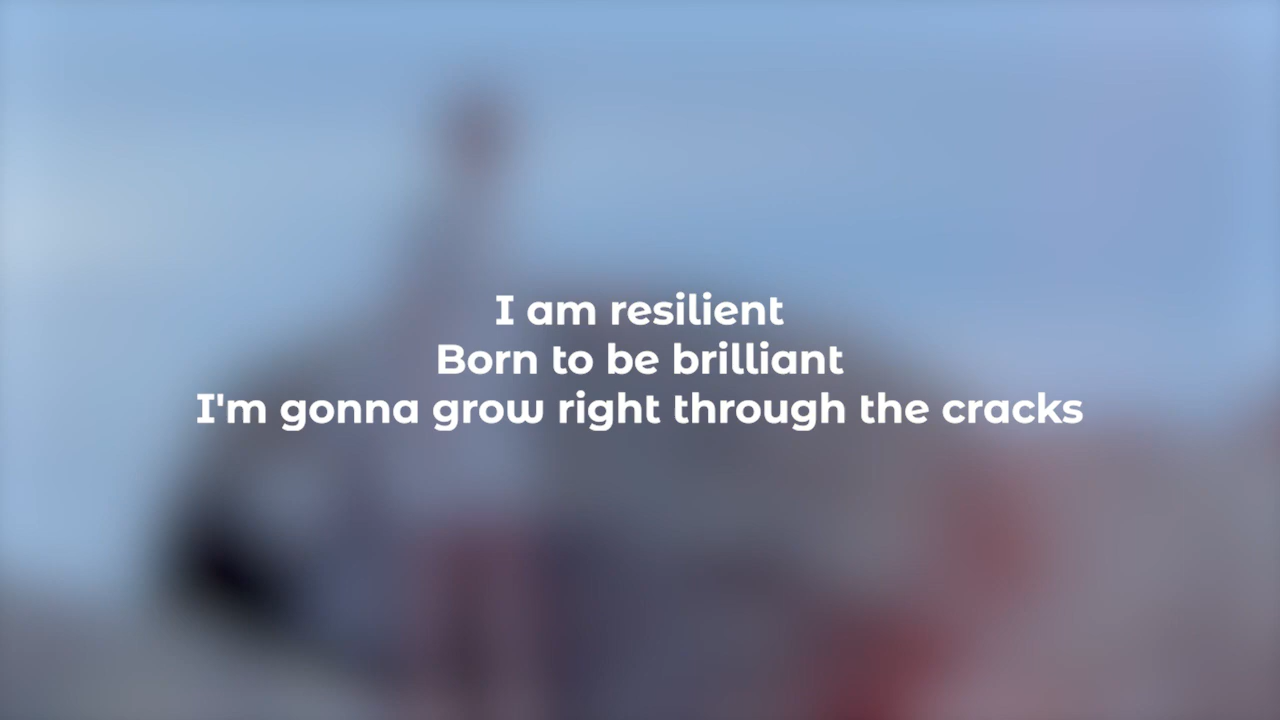 I am resilient
Born to be brilliant
I'm gonna grow right through the cracks